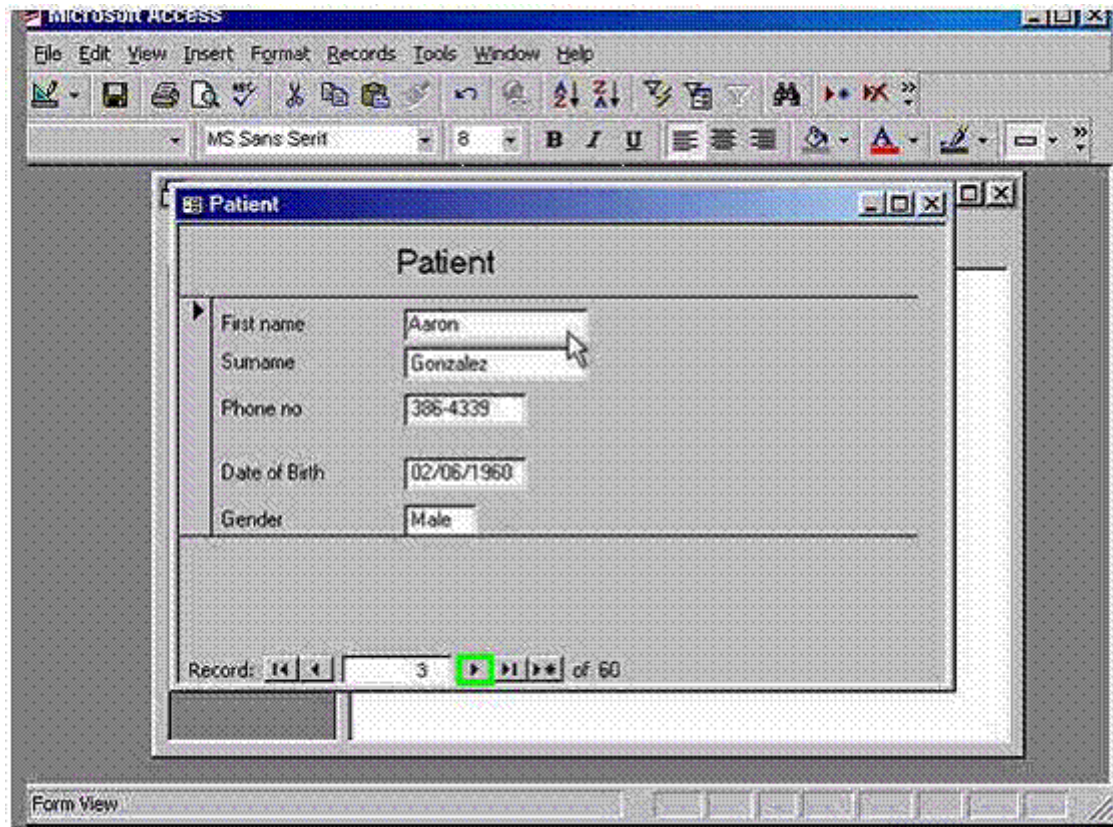 Microsoft Access
File Edit View Insert Format Records Tools Window Help
MS Sans Serif 8 B I U
Patient
Patient
First name Aaron
Surname Gonzalez
Phone no 386-4339
Date of Birth 02/06/1960
Gender Male
Record: 3 of 60
Form View